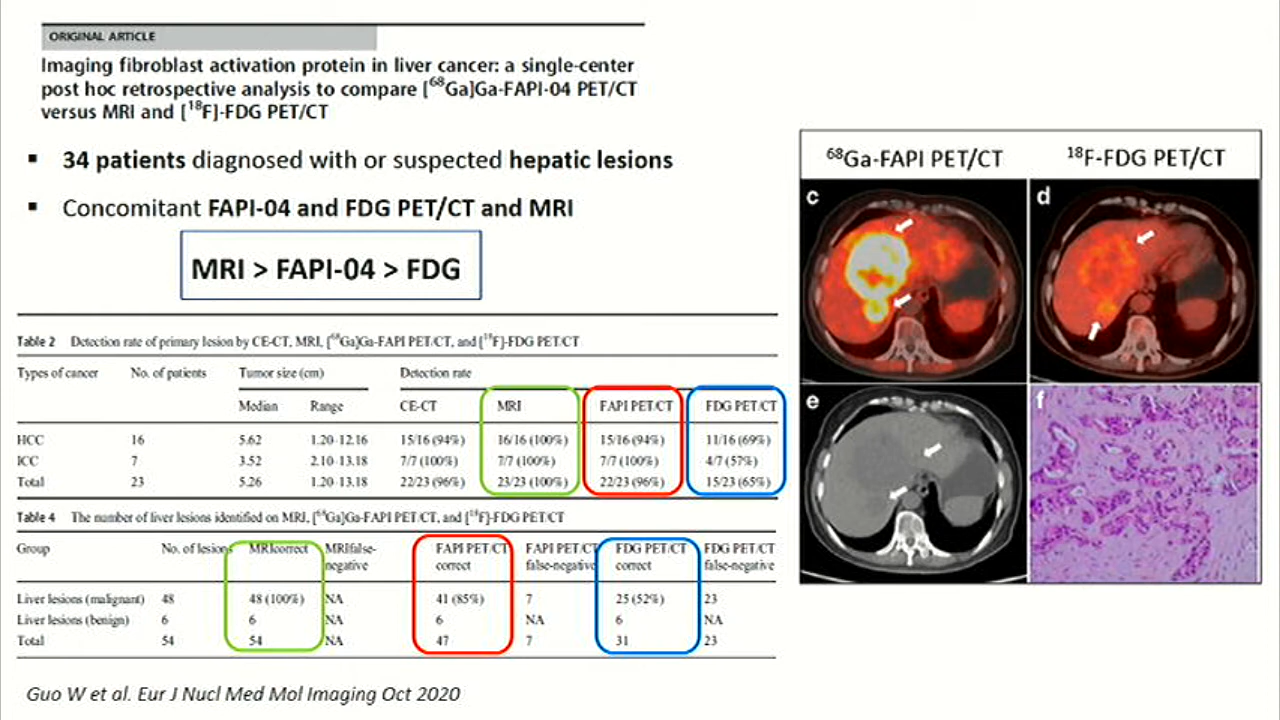 ORIGINAL ARTICLE
Imaging fibroblast activation protein in liver cancer: a single-center
post hoc retrospective analysis to compare [⁶⁸Ga]Ga-FAPI-04 PET/CT
versus MRI and [¹⁸F]-FDG PET/CT
▪ 34 patients diagnosed with or suspected hepatic lesions
▪ Concomitant FAPI-04 and FDG PET/CT and MRI
MRI > FAPI-04 > FDG
Table 2 Detection rate of primary lesion by CE-CT, MRI, [⁶⁸Ga]Ga-FAPI PET/CT, and [¹⁸F]-FDG PET/CT
Types of cancer No. of patients Tumor size (cm) Detection rate
Median Range CE-CT MRI FAPI PET/CT FDG PET/CT
HCC 16 5.62 1.20-12.16 15/16 (94%) 16/16 (100%) 15/16 (94%) 11/16 (69%)
ICC 7 3.52 2.10-13.18 7/7 (100%) 7/7 (100%) 7/7 (100%) 4/7 (57%)
Total 23 5.26 1.20-13.18 22/23 (96%) 23/23 (100%) 22/23 (96%) 15/23 (65%)
Table 4 The number of liver lesions identified on MRI, [⁶⁸Ga]Ga-FAPI PET/CT, and [¹⁸F]-FDG PET/CT
Group No. of lesions MRIcorrect MRIfalse- FAPI PET/CT FAPI PET/CT FDG PET/CT FDG PET/CT
negative correct false-negative correct false-negative
Liver lesions (malignant) 48 48 (100%) NA 41 (85%) 7 25 (52%) 23
Liver lesions (benign) 6 6 NA 6 NA 6 NA
Total 54 54 NA 47 7 31 23
Guo W et al. Eur J Nucl Med Mol Imaging Oct 2020
⁶⁸Ga-FAPI PET/CT ¹⁸F-FDG PET/CT
c d
e f